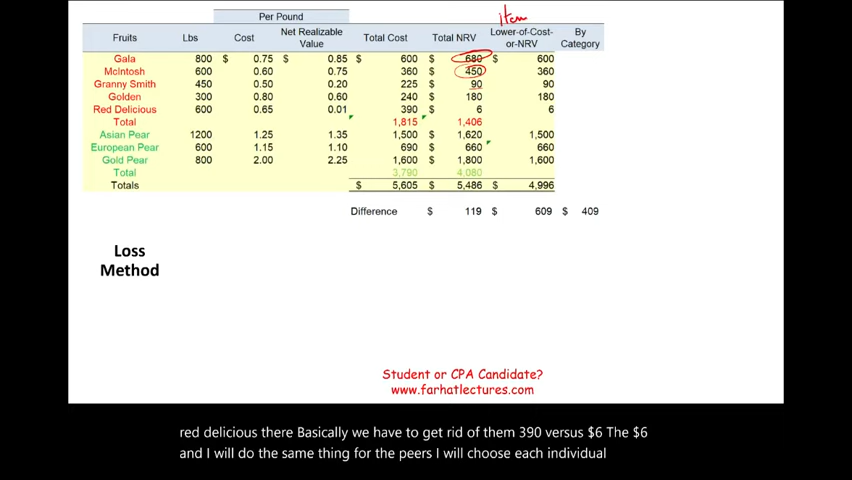 item
Per Pound
Fruits Lbs Cost Net Realizable Value Total Cost Total NRV Lower-of-Cost-or-NRV By Category
Gala 800 $ 0.75 $ 0.85 $ 600 $ 680 $ 600
McIntosh 600 0.60 0.75 360 $ 450 360
Granny Smith 450 0.50 0.20 225 $ 90 90
Golden 300 0.80 0.60 240 $ 180 180
Red Delicious 600 0.65 0.01 390 $ 6 6
Total 1,815 $ 1,406
Asian Pear 1200 1.25 1.35 1,500 $ 1,620 1,500
European Pear 600 1.15 1.10 690 $ 660 660
Gold Pear 800 2.00 2.25 1,600 $ 1,800 1,600
Total 3,790 $ 4,080
Totals $ 5,605 $ 5,486 $ 4,996
Difference $ 119 $ 609 $ 409
Loss
Method
Student or CPA Candidate?
www.farhatlectures.com
red delicious there Basically we have to get rid of them 390 versus $6 The $6
and I will do the same thing for the peers I will choose each individual